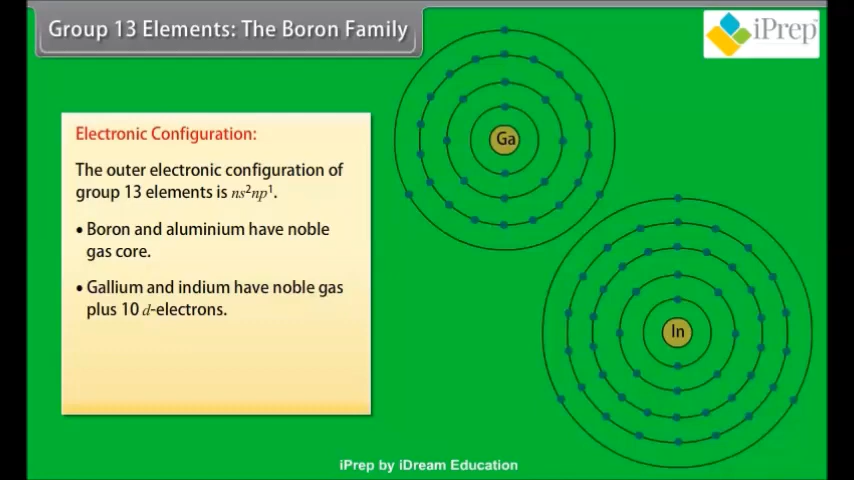 Group 13 Elements: The Boron Family
iPrep™
Electronic Configuration:
The outer electronic configuration of
group 13 elements is ns²np¹.
• Boron and aluminium have noble
gas core.
• Gallium and indium have noble gas
plus 10 d-electrons.
Ga
In
iPrep by iDream Education